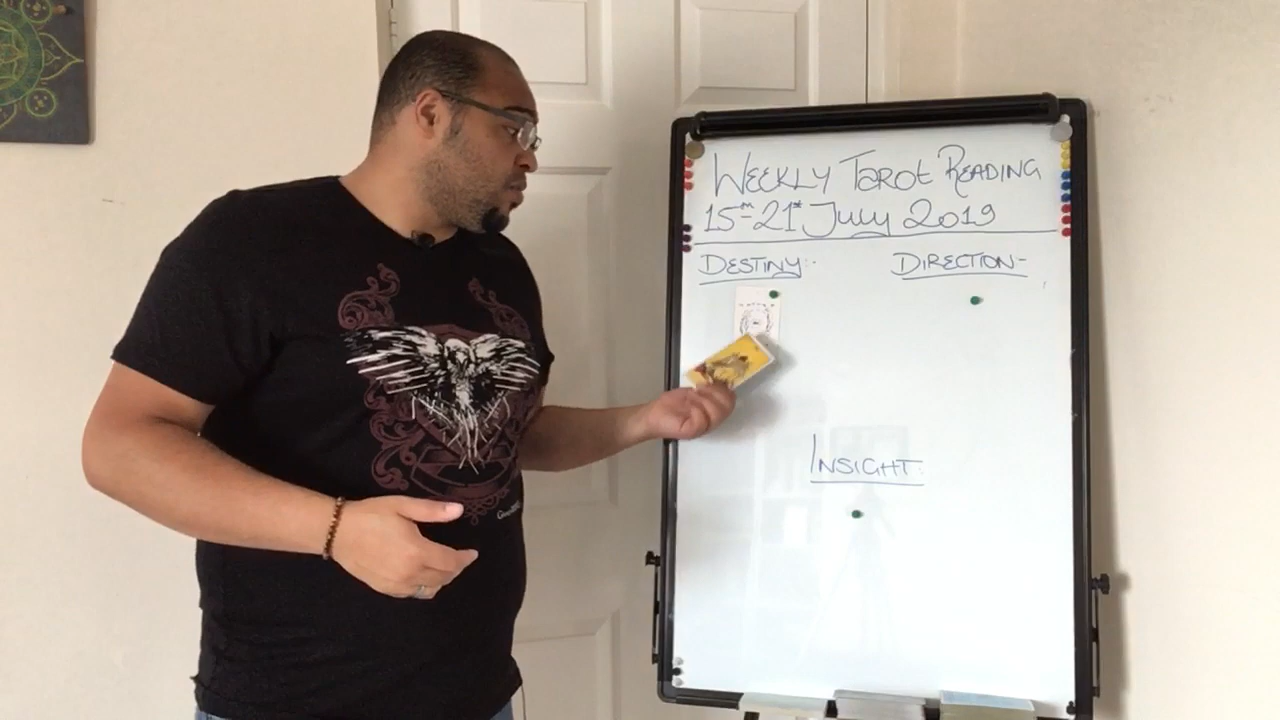 WEEKLY TAROT READING
15TH-21st July 2019
DESTINY:-
DIRECTION-
INSIGHT: